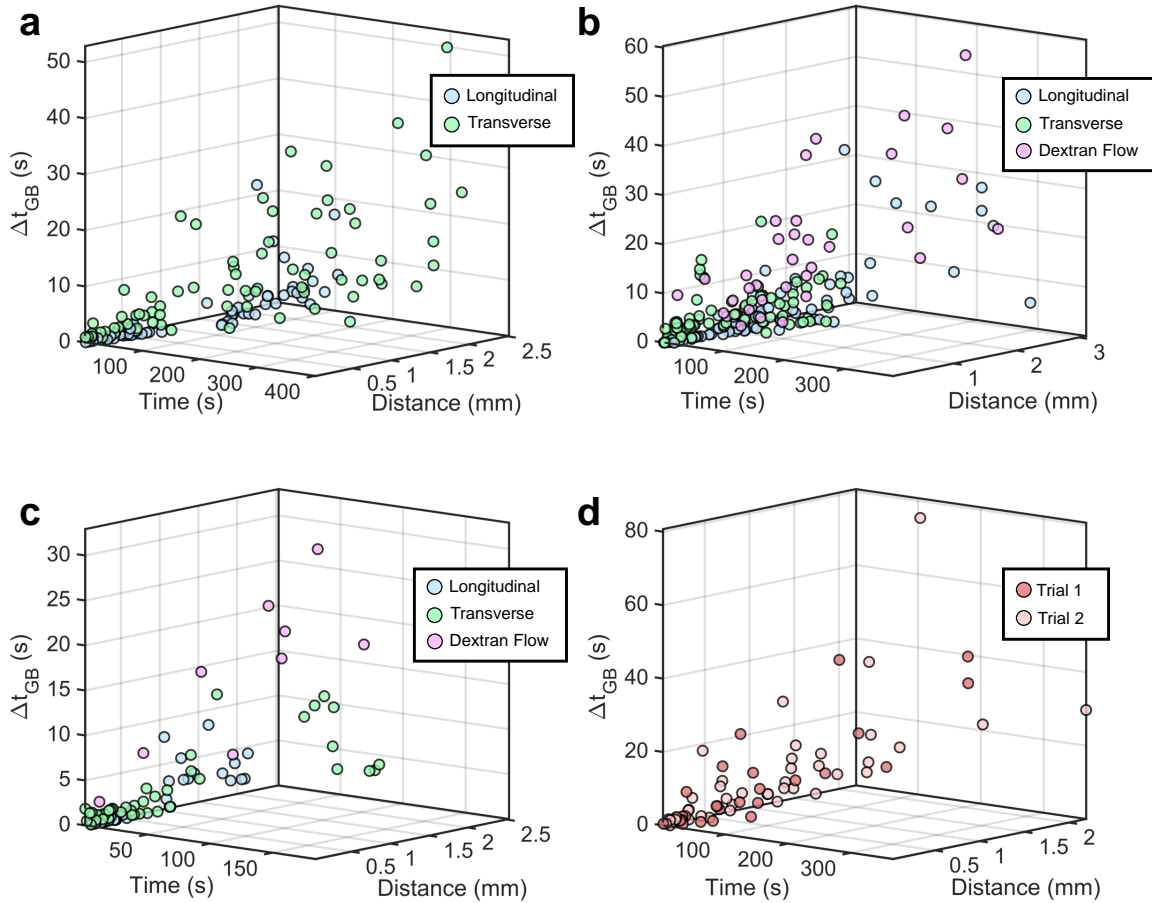 a
50
40
30
20
10
0
Δt_GB (s)
100
200
300
400
Time (s)
0.5
1
1.5
2
2.5
Distance (mm)
Longitudinal
Transverse
b
60
50
40
30
20
10
0
Δt_GB (s)
100
200
300
Time (s)
1
2
3
Distance (mm)
Longitudinal
Transverse
Dextran Flow
c
30
25
20
15
10
5
0
Δt_GB (s)
50
100
150
Time (s)
0.5
1
1.5
2
2.5
Distance (mm)
Longitudinal
Transverse
Dextran Flow
d
80
60
40
20
0
Δt_GB (s)
100
200
300
Time (s)
0.5
1
1.5
2
Distance (mm)
Trial 1
Trial 2